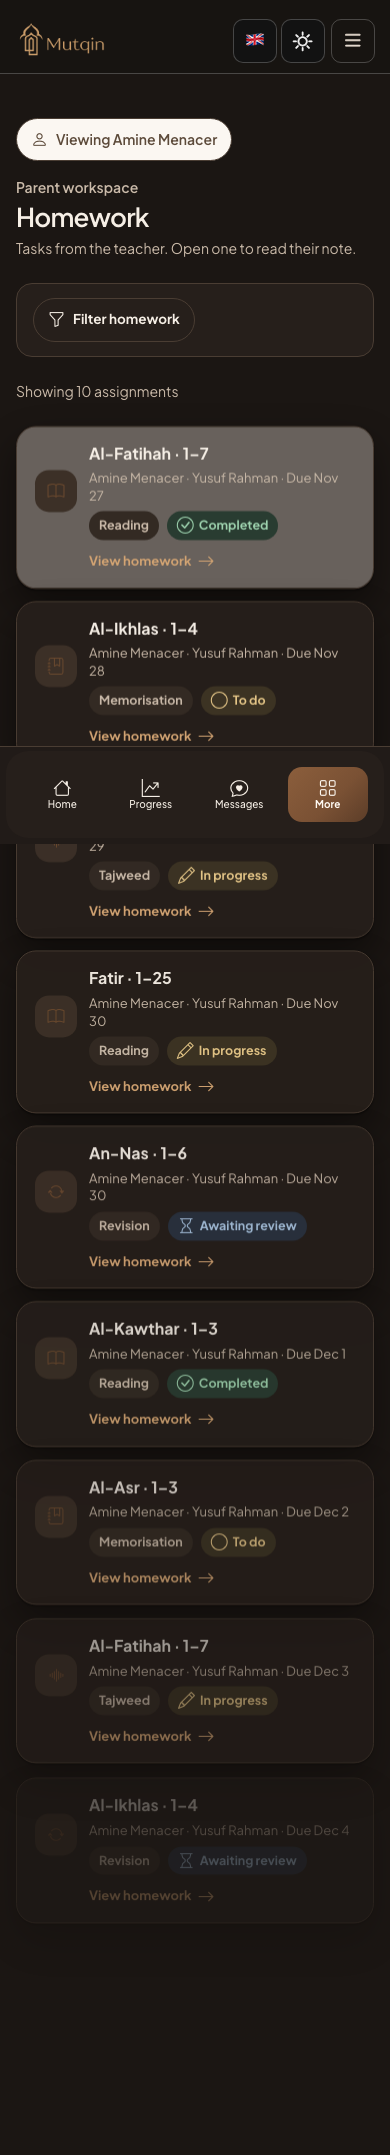 Mutqin
Viewing Amine Menacer
Parent workspace
Homework
Tasks from the teacher. Open one to read their note.
Filter homework
Showing 10 assignments
Al-Fatihah · 1-7
Amine Menacer · Yusuf Rahman · Due Nov
27
Reading Completed
View homework →
Al-Ikhlas · 1-4
Amine Menacer · Yusuf Rahman · Due Nov
28
Memorisation To do
View homework →
Home Progress Messages More
29
Tajweed In progress
View homework →
Fatir · 1-25
Amine Menacer · Yusuf Rahman · Due Nov
30
Reading In progress
View homework →
An-Nas · 1-6
Amine Menacer · Yusuf Rahman · Due Nov
30
Revision Awaiting review
View homework →
Al-Kawthar · 1-3
Amine Menacer · Yusuf Rahman · Due Dec 1
Reading Completed
View homework →
Al-Asr · 1-3
Amine Menacer · Yusuf Rahman · Due Dec 2
Memorisation To do
View homework →
Al-Fatihah · 1-7
Amine Menacer · Yusuf Rahman · Due Dec 3
Tajweed In progress
View homework →
Al-Ikhlas · 1-4
Amine Menacer · Yusuf Rahman · Due Dec 4
Revision Awaiting review
View homework →